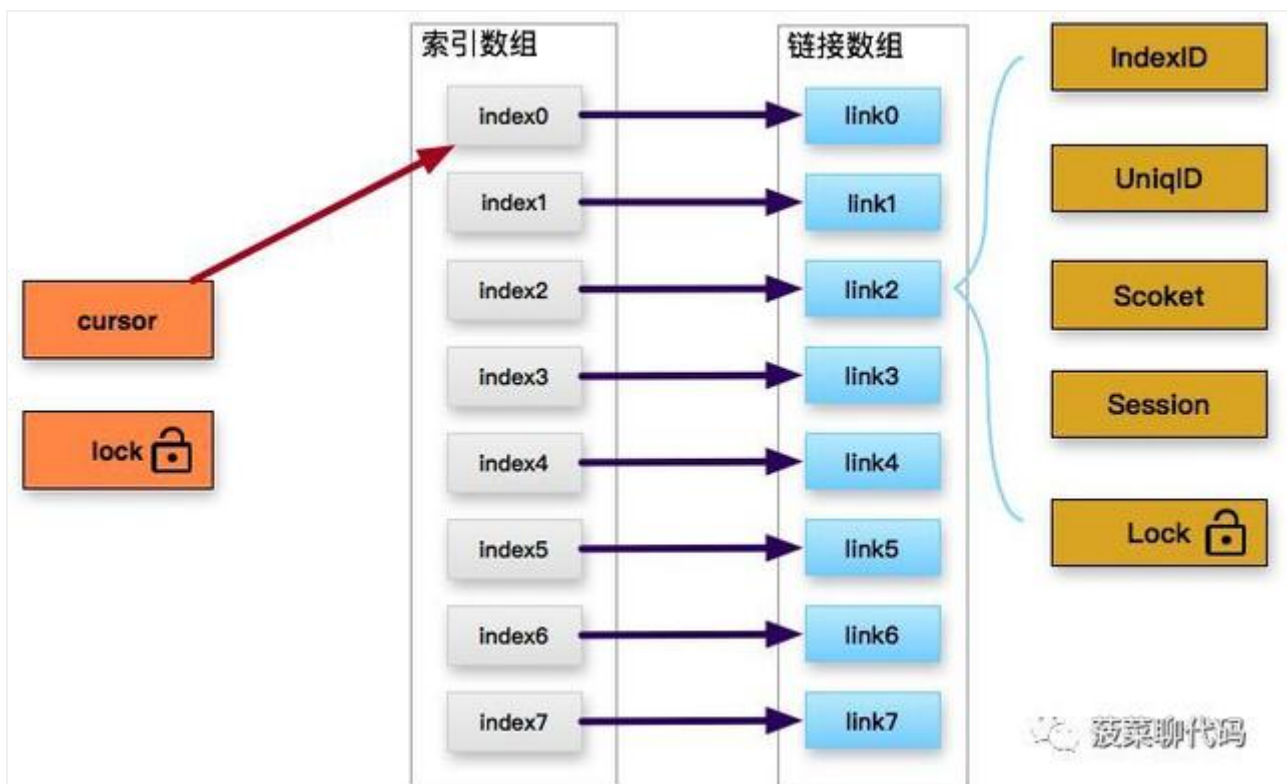 索引数组
链接数组
IndexID
index0
link0
UniqID
index1
link1
cursor
index2
link2
Scoket
index3
link3
Session
lock
index4
link4
Lock
index5
link5
index6
link6
index7
link7
菠菜聊代码